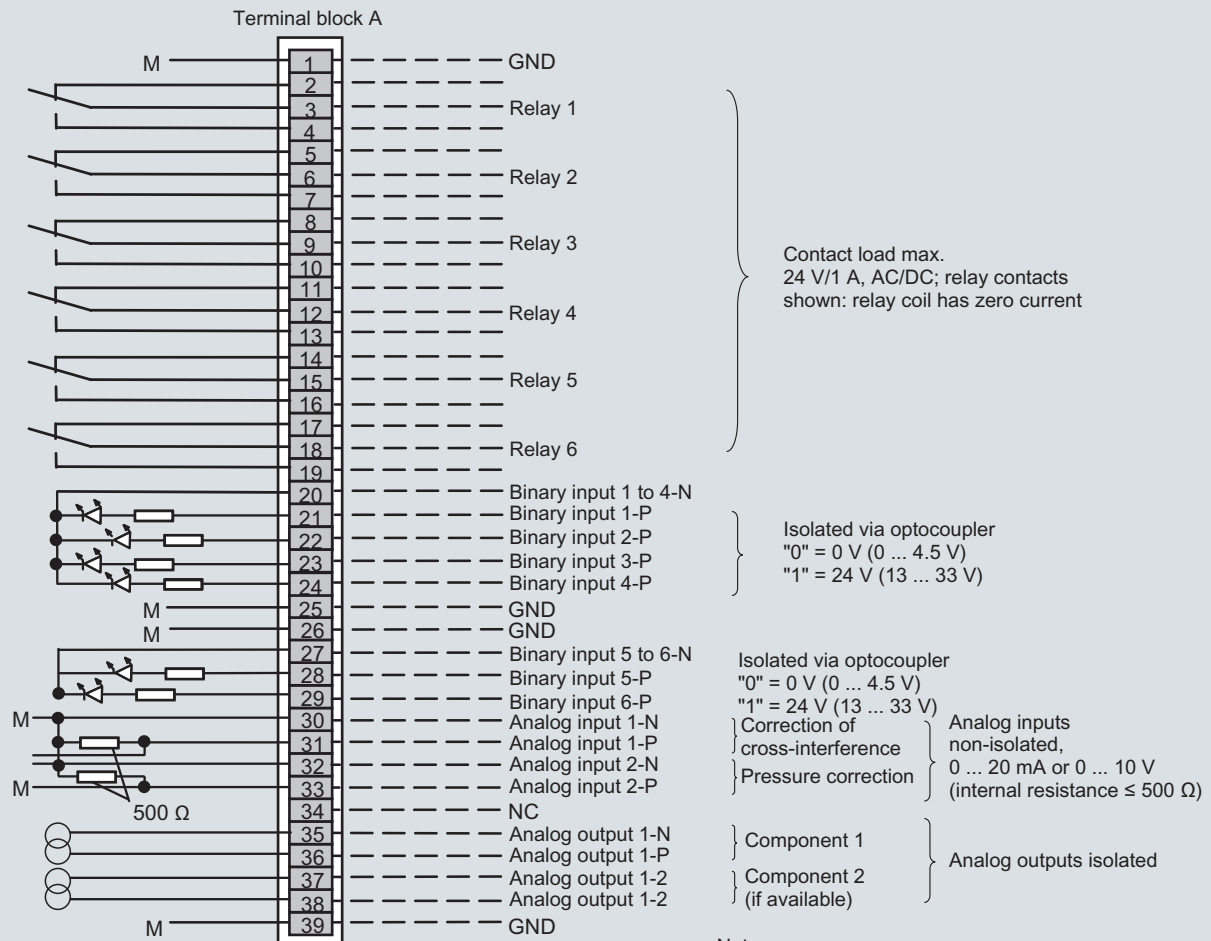 Terminal block A
M 1 GND
2
3 Relay 1
4
5
6 Relay 2
7
8
9 Relay 3
10
11
12 Relay 4
13
14
15 Relay 5
16
17
18 Relay 6
19
Contact load max.
24 V/1 A, AC/DC; relay contacts
shown: relay coil has zero current
20 Binary input 1 to 4-N
21 Binary input 1-P
22 Binary input 2-P
23 Binary input 3-P
24 Binary input 4-P
Isolated via optocoupler
"0" = 0 V (0 ... 4.5 V)
"1" = 24 V (13 ... 33 V)
M 25 GND
M 26 GND
27 Binary input 5 to 6-N
28 Binary input 5-P
29 Binary input 6-P
Isolated via optocoupler
"0" = 0 V (0 ... 4.5 V)
"1" = 24 V (13 ... 33 V)
M 30 Analog input 1-N
31 Analog input 1-P
32 Analog input 2-N
M 33 Analog input 2-P
500 Ω
Correction of
cross-interference
Pressure correction
Analog inputs
non-isolated,
0 ... 20 mA or 0 ... 10 V
(internal resistance ≤ 500 Ω)
34 NC
35 Analog output 1-N
36 Analog output 1-P
37 Analog output 1-2
38 Analog output 1-2
Component 1
Component 2
(if available)
Analog outputs isolated
M 39 GND